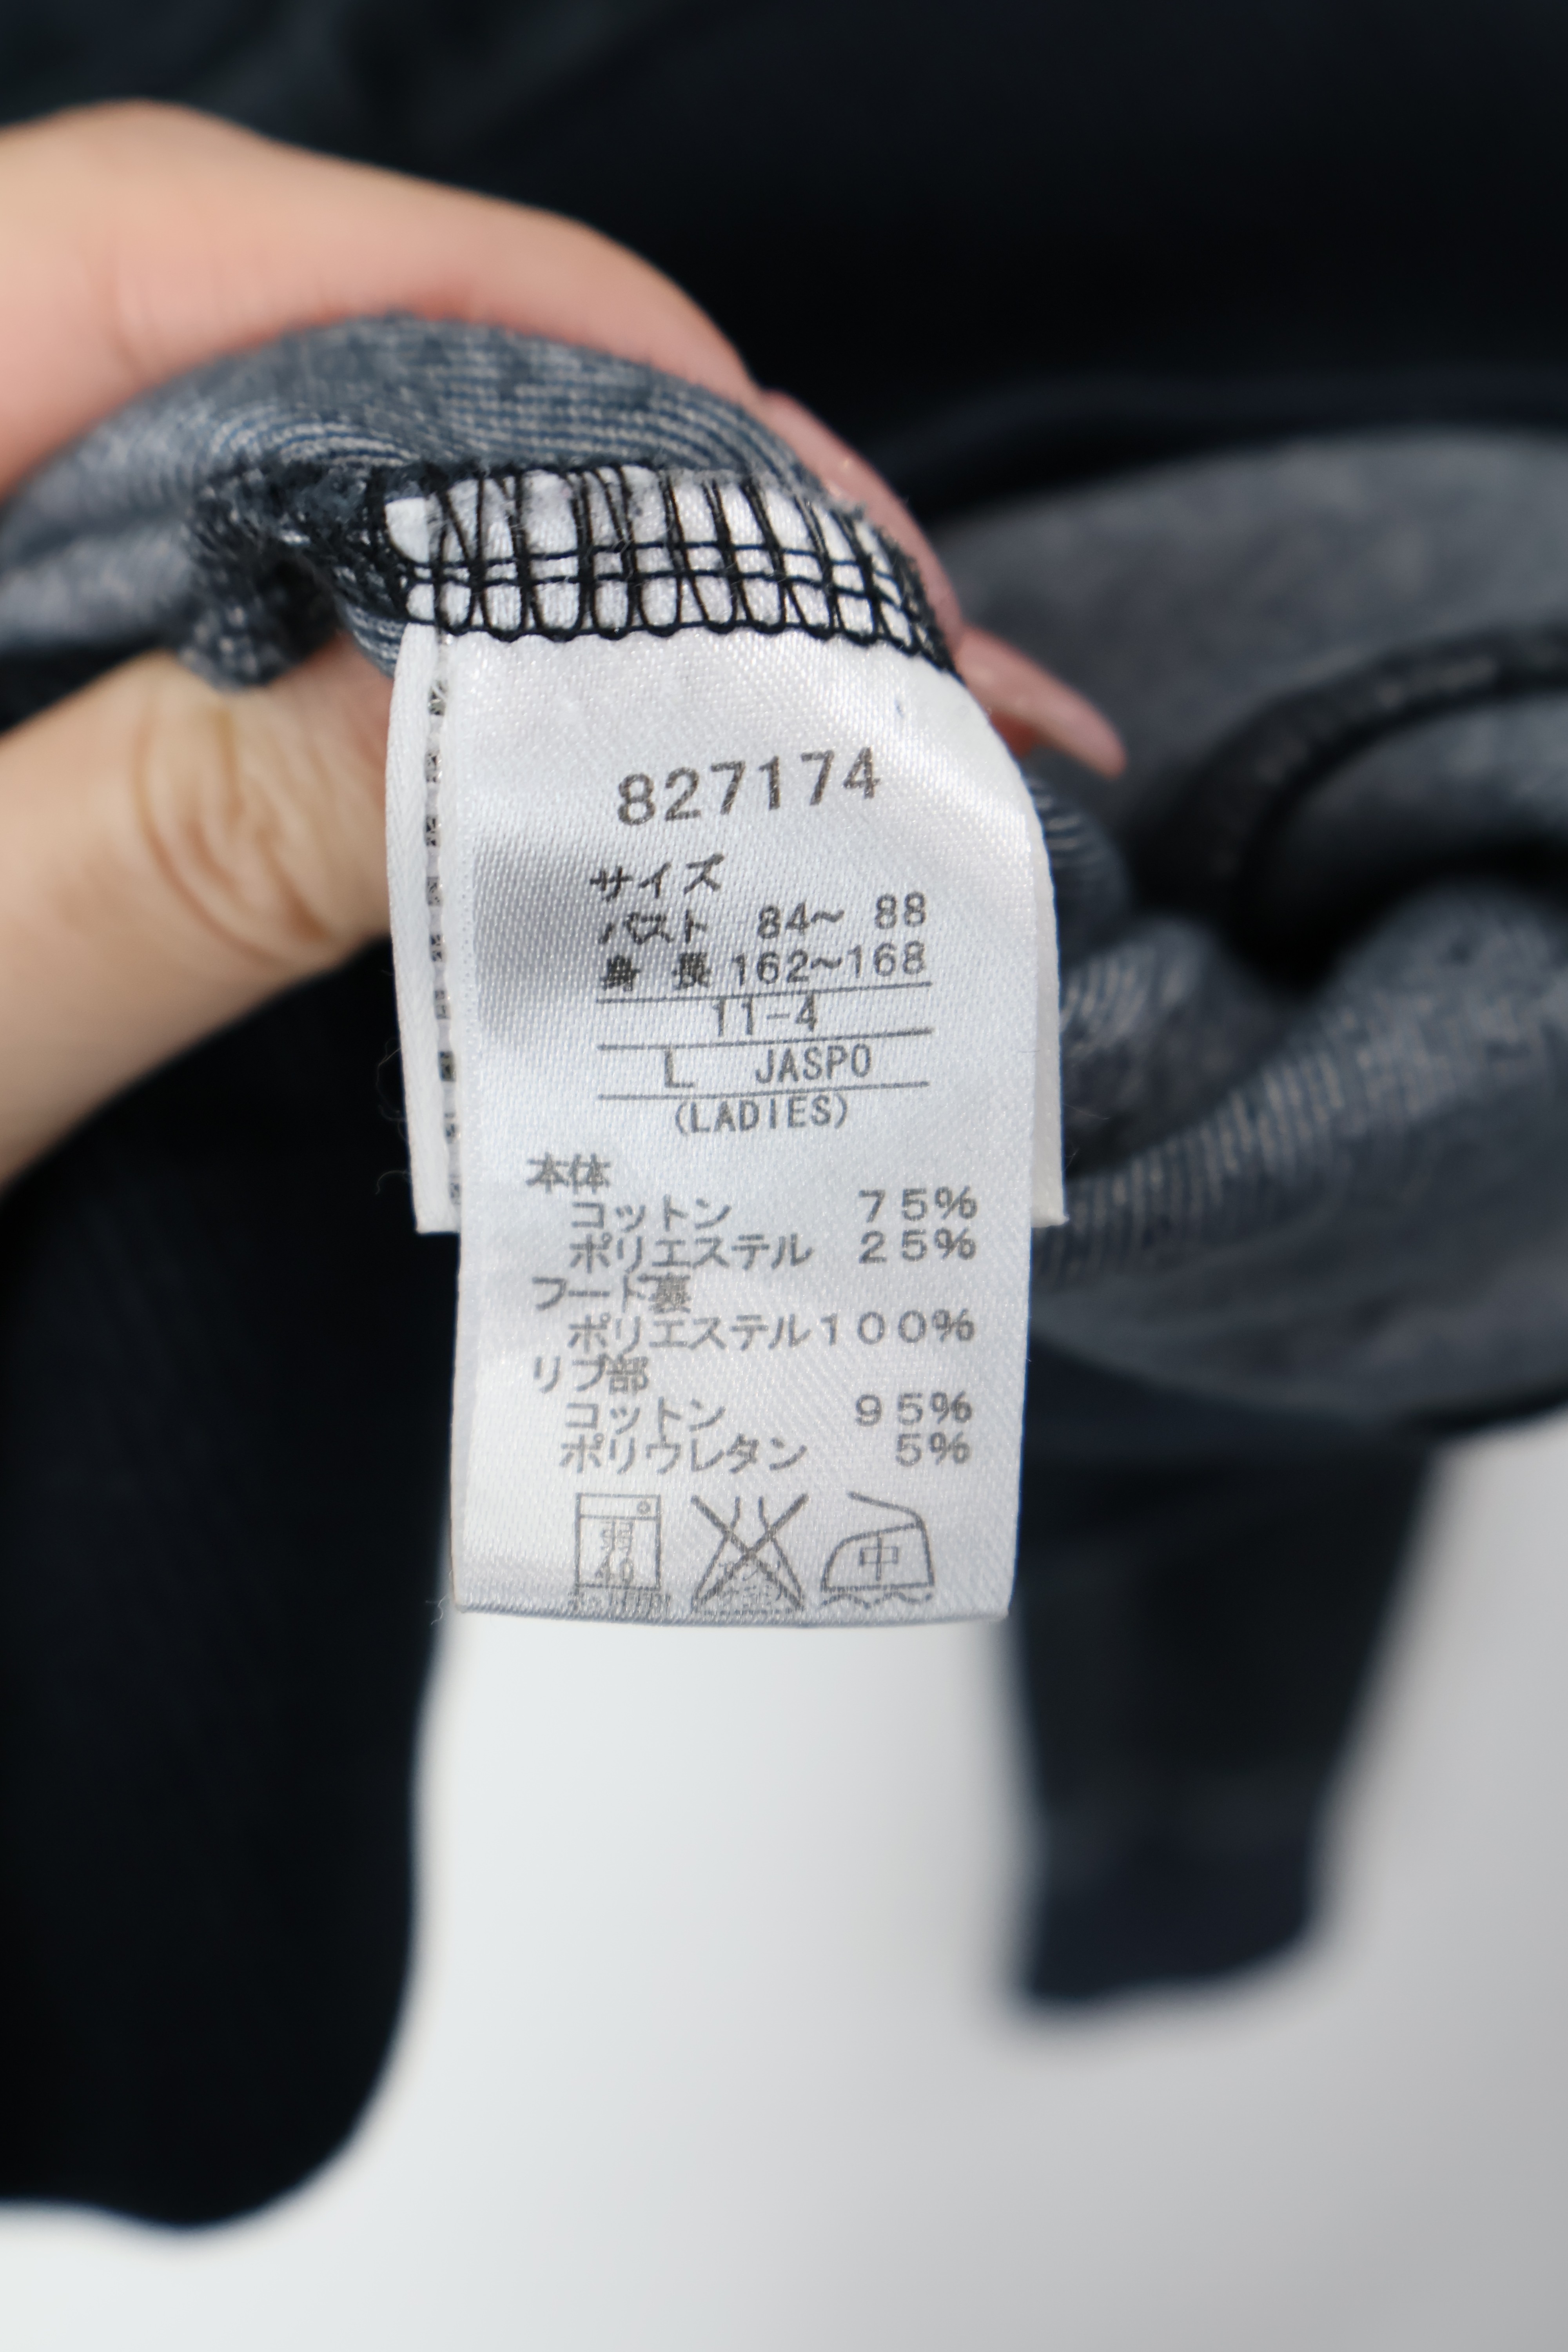 827174
サイズ
バスト 84～ 88
身 長 162～168
11-4
L JASPO
(LADIES)
本体
コットン 75%
ポリエステル 25%
フード裏
ポリエステル100%
リブ部
コットン 95%
ポリウレタン 5%
弱 中
40